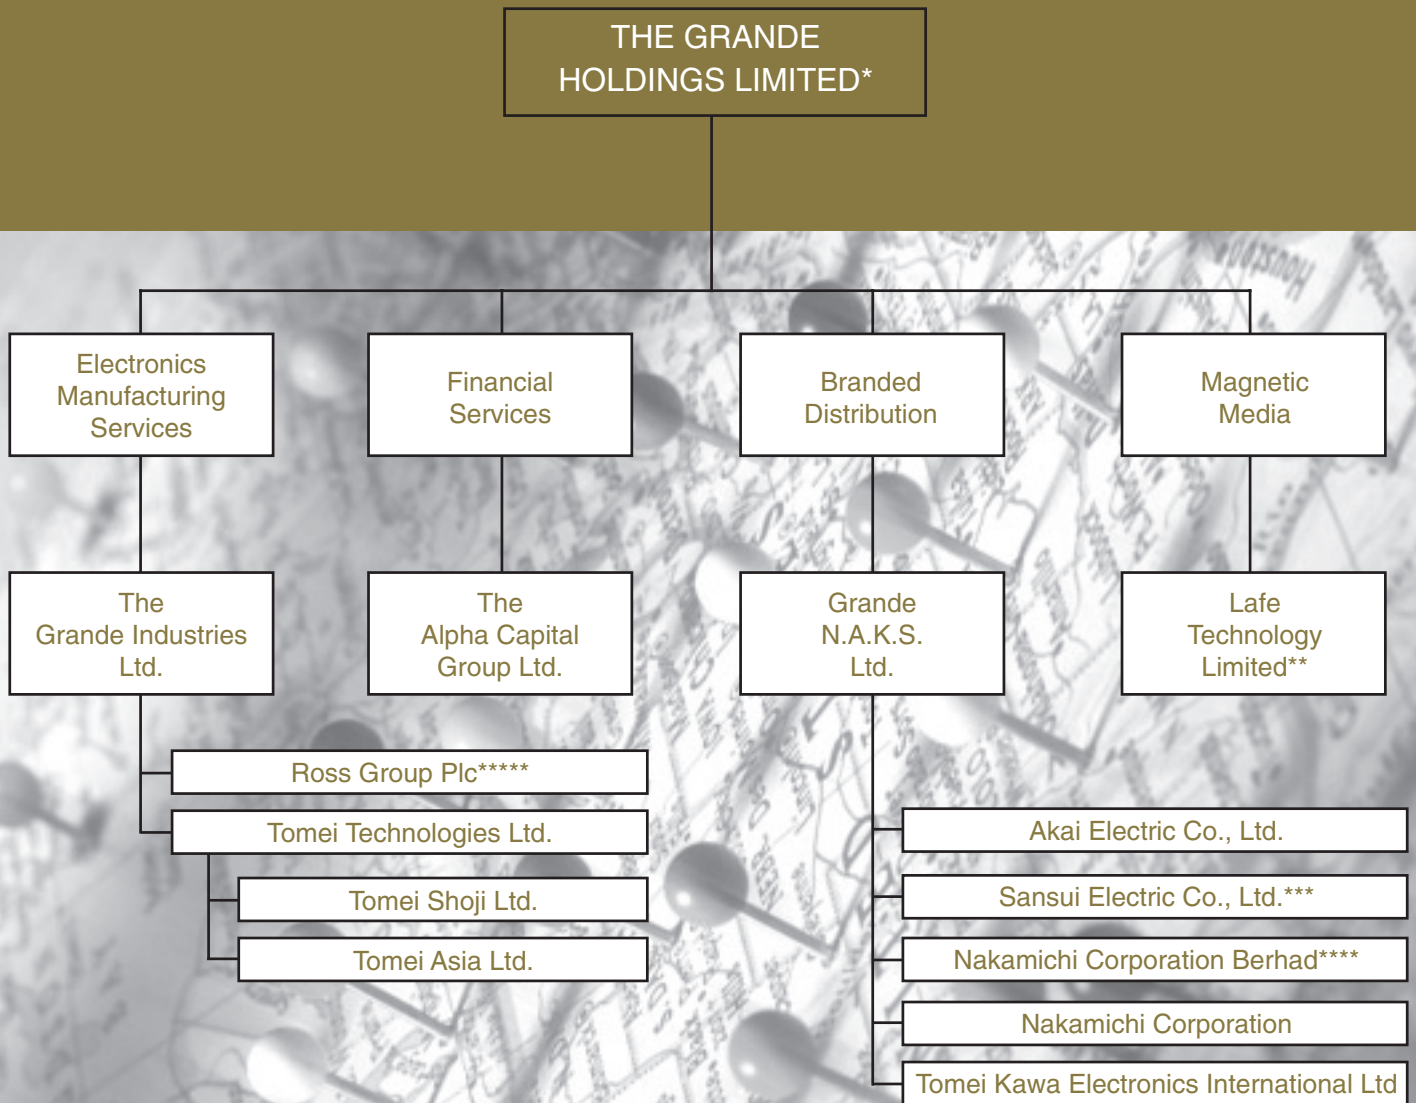 THE GRANDE
HOLDINGS LIMITED*
Electronics
Manufacturing
Services
Financial
Services
Branded
Distribution
Magnetic
Media
The
Grande Industries
Ltd.
The
Alpha Capital
Group Ltd.
Grande
N.A.K.S.
Ltd.
Lafe
Technology
Limited**
Ross Group Plc*****
Tomei Technologies Ltd.
Tomei Shoji Ltd.
Tomei Asia Ltd.
Akai Electric Co., Ltd.
Sansui Electric Co., Ltd.***
Nakamichi Corporation Berhad****
Nakamichi Corporation
Tomei Kawa Electronics International Ltd